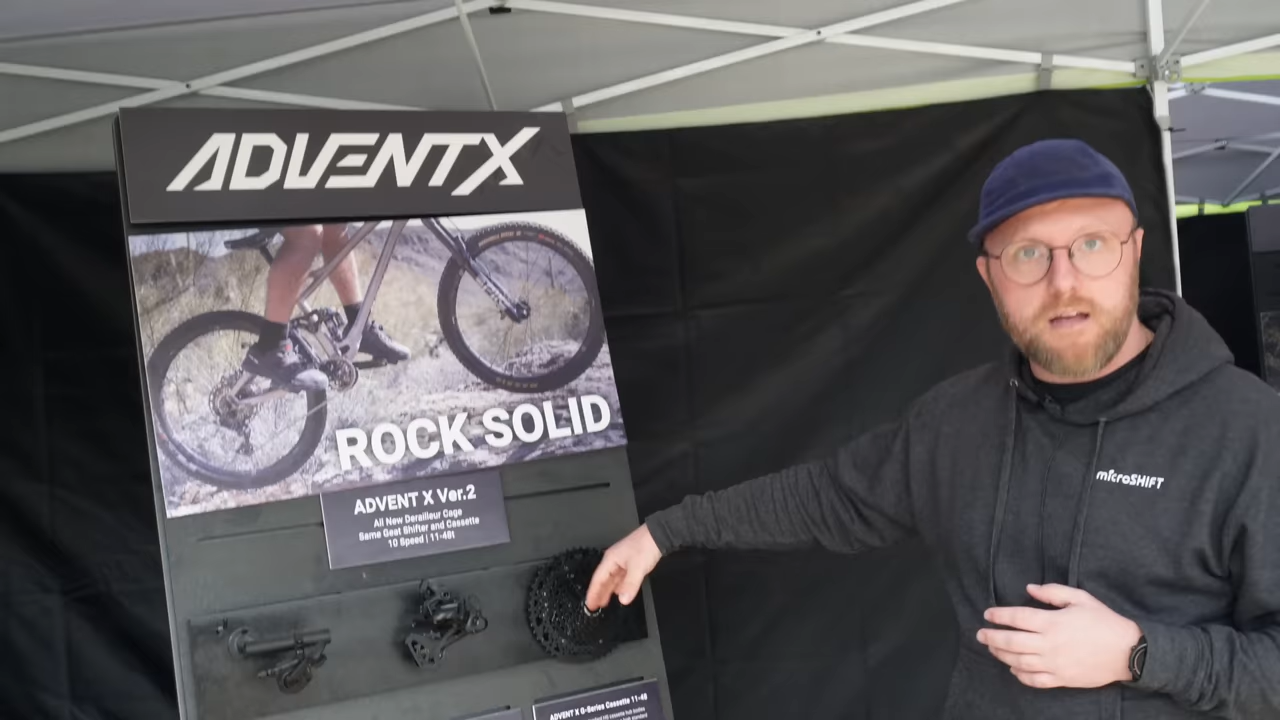 ADVENTX
ROCK SOLID
ADVENT X Ver.2
All New Derailleur Cage
Same Great Shifter and Cassette
10 Speed | 11-48t
microSHIFT
ADVENT X G-Series Cassette 11-48